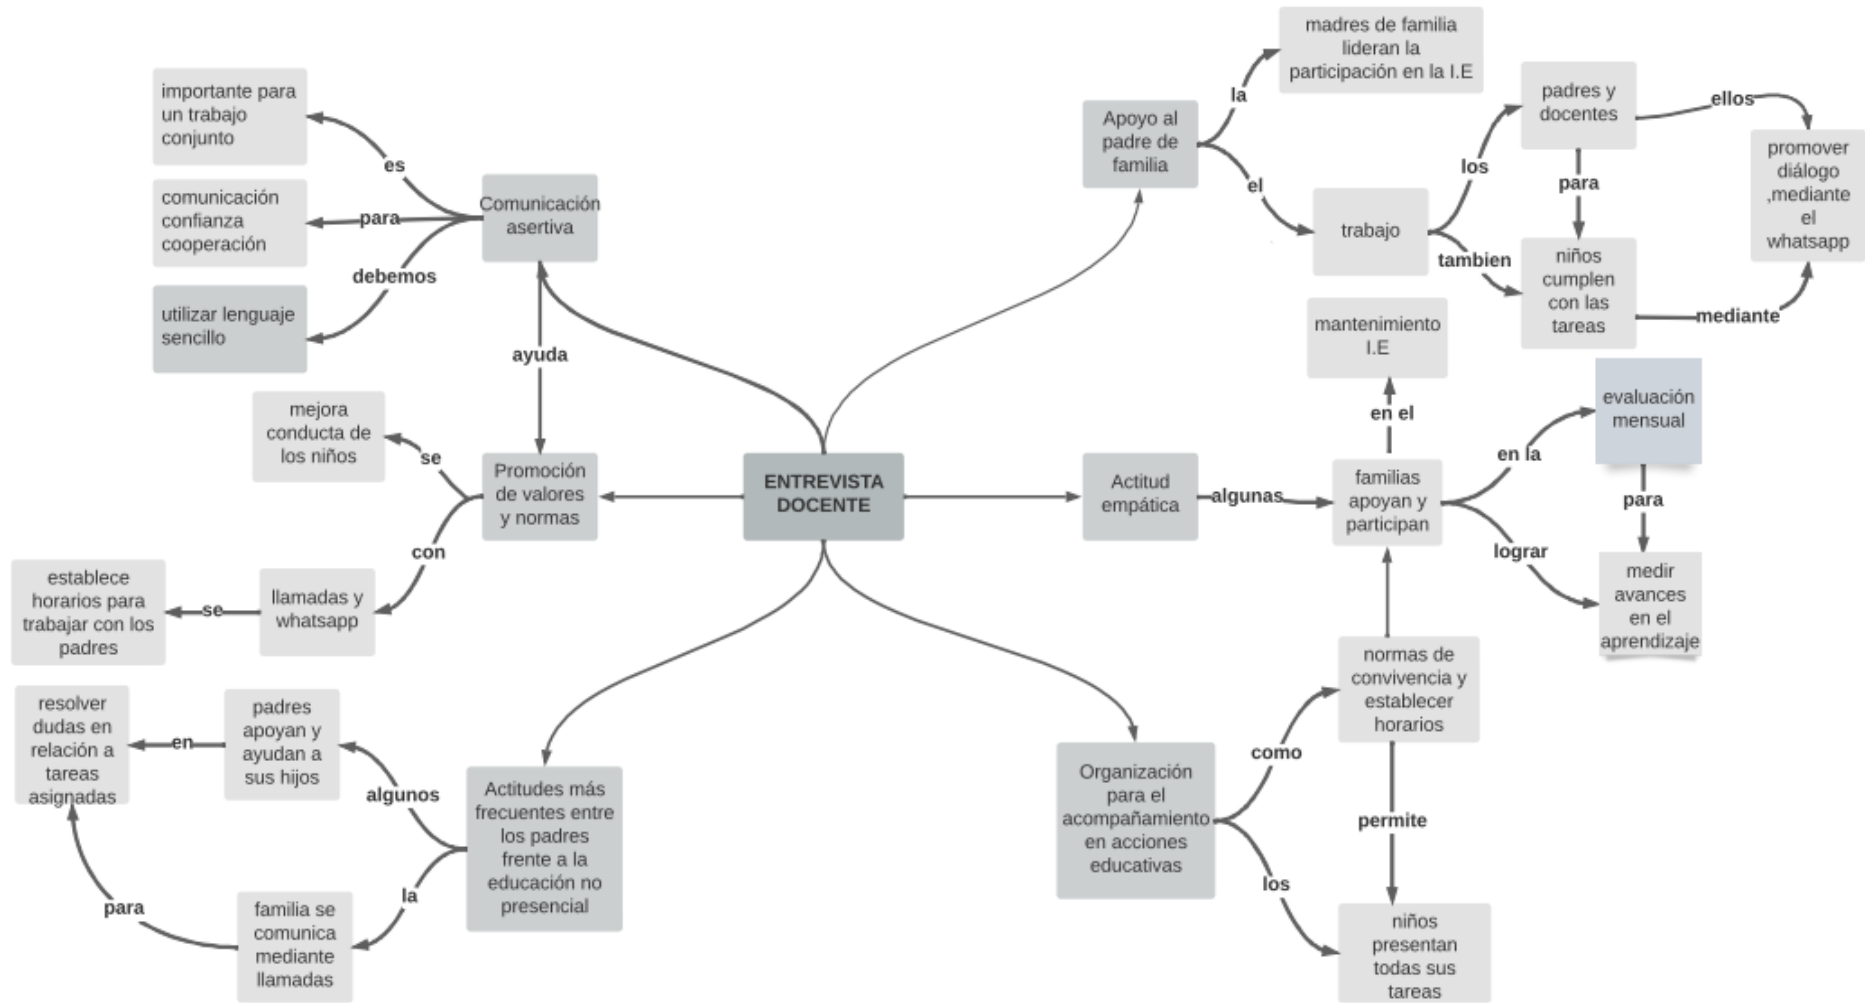 madres de familia
lideran la
participación en la I.E
la
Apoyo al
padre de
familia
el
trabajo
los
tambien
padres y
docentes
ellos
para
niños
cumplen
con las
tareas
mediante
promover
diálogo
,mediante
el
whatsapp
importante para
un trabajo
conjunto
es
comunicación
confianza
cooperación
para
utilizar lenguaje
sencillo
debemos
Comunicación
asertiva
ayuda
mejora
conducta de
los niños
se
Promoción
de valores
y normas
con
llamadas y
whatsapp
se
establece
horarios para
trabajar con los
padres
ENTREVISTA
DOCENTE
Actitud
empática
algunas
familias
apoyan y
participan
en el
mantenimiento
I.E
en la
evaluación
mensual
para
lograr
medir
avances
en el
aprendizaje
resolver
dudas en
relación a
tareas
asignadas
en
padres
apoyan y
ayudan a
sus hijos
algunos
Actitudes más
frecuentes entre
los padres
frente a la
educación no
presencial
la
familia se
comunica
mediante
llamadas
para
Organización
para el
acompañamiento
en acciones
educativas
como
normas de
convivencia y
establecer
horarios
permite
los
niños
presentan
todas sus
tareas